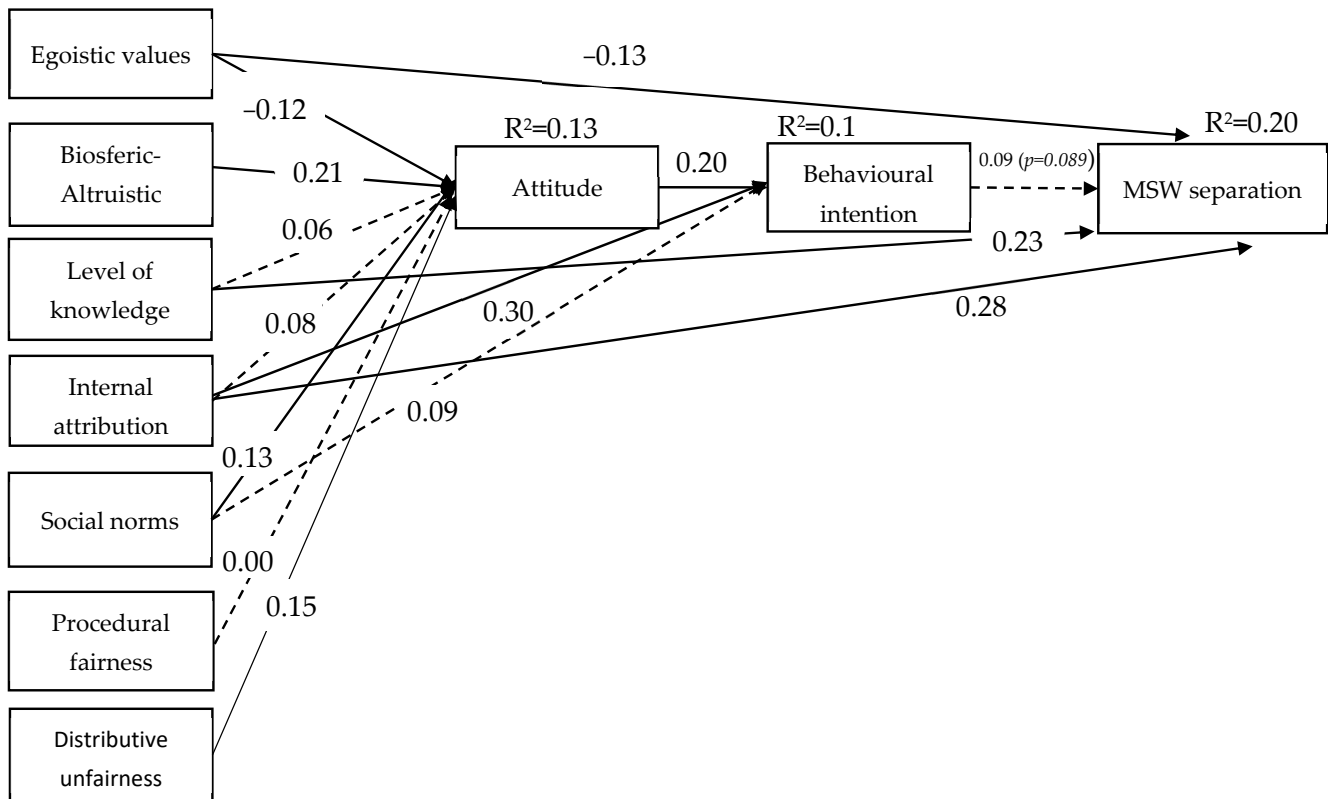 Egoistic values
−0.13
−0.12
Biosferic-
Altruistic
0.21
R²=0.13
Attitude
0.20
R²=0.1
Behavioural
intention
0.09 (p=0.089)
R²=0.20
MSW separation
0.06
Level of
knowledge
0.23
0.08
0.30
0.28
Internal
attribution
0.09
0.13
Social norms
0.00
0.15
Procedural
fairness
Distributive
unfairness